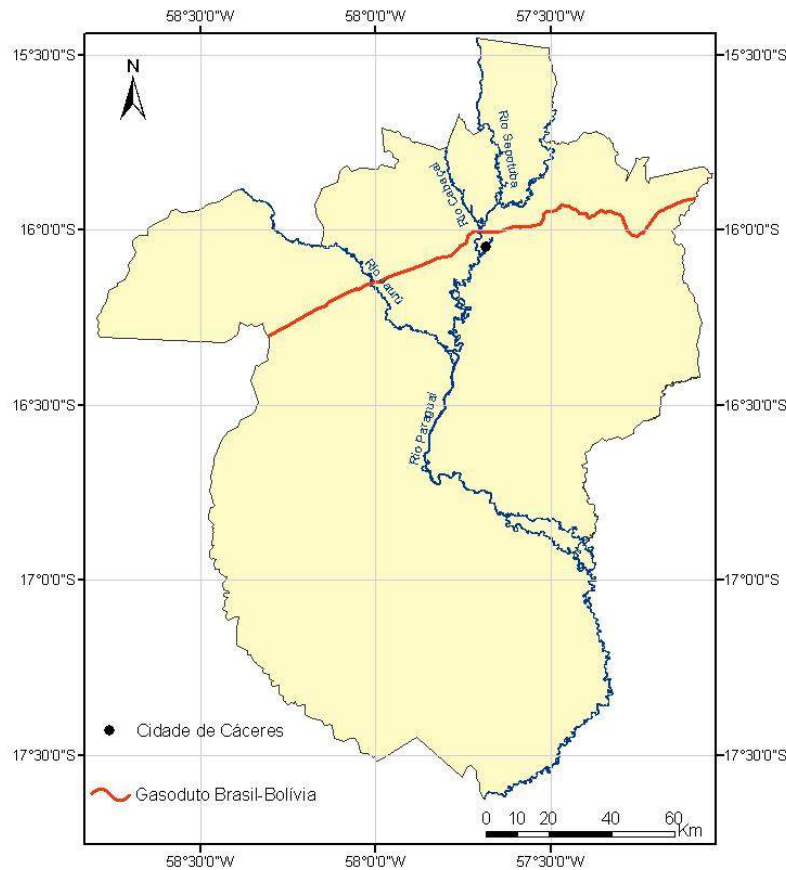 58°30'0"W 58°0'0"W 57°30'0"W
15°30'0"S 15°30'0"S
N
Rio Sepotuba
Rio Cabaçal
16°0'0"S 16°0'0"S
Rio Jaurú
16°30'0"S 16°30'0"S
Rio Paraguai
17°0'0"S 17°0'0"S
Cidade de Cáceres
17°30'0"S 17°30'0"S
Gasoduto Brasil-Bolívia
0 10 20 40 60
Km
58°30'0"W 58°0'0"W 57°30'0"W